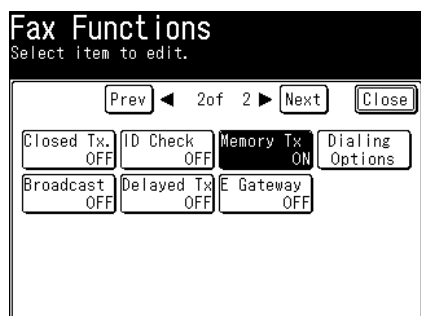 Fax Functions
Select item to edit.
Prev ◀ 2of 2 ▶ Next Close
Closed Tx. ID Check Memory Tx Dialing
OFF OFF ON Options
Broadcast Delayed Tx E Gateway
OFF OFF OFF